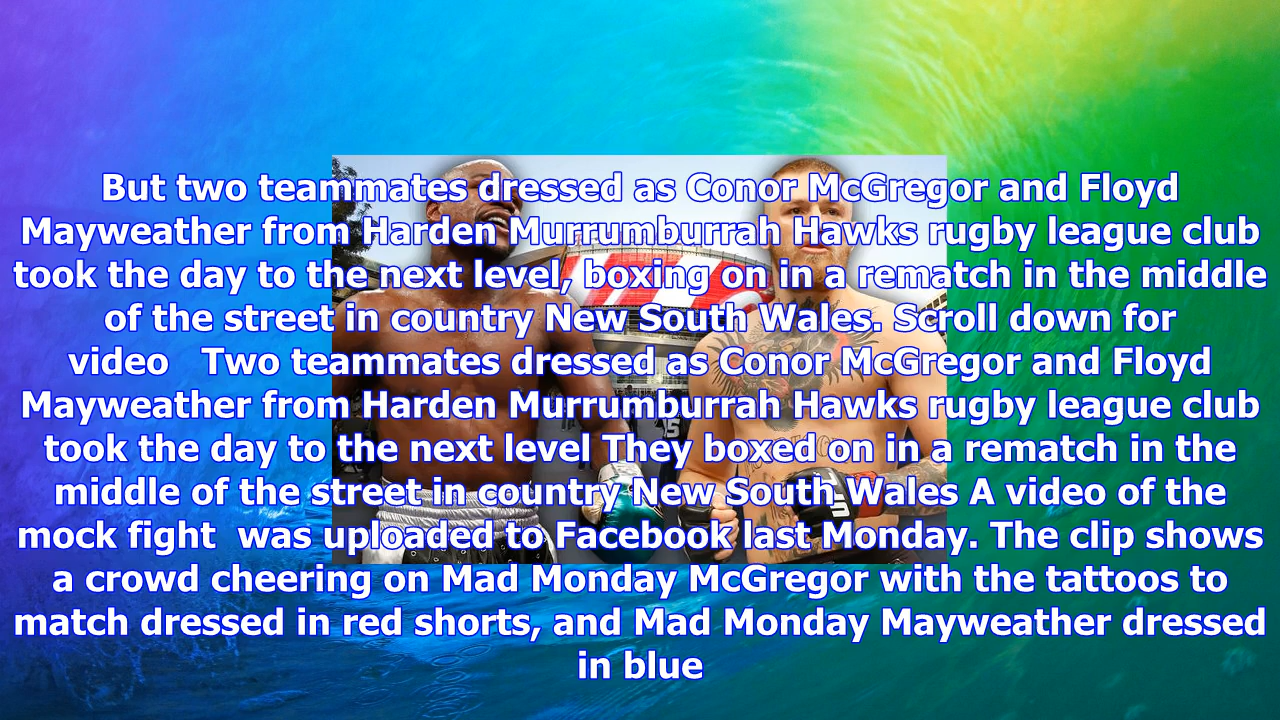 But two teammates dressed as Conor McGregor and Floyd
Mayweather from Harden Murrumburrah Hawks rugby league club
took the day to the next level, boxing on in a rematch in the middle
of the street in country New South Wales. Scroll down for
video   Two teammates dressed as Conor McGregor and Floyd
Mayweather from Harden Murrumburrah Hawks rugby league club
took the day to the next level They boxed on in a rematch in the
middle of the street in country New South Wales A video of the
mock fight  was uploaded to Facebook last Monday. The clip shows
a crowd cheering on Mad Monday McGregor with the tattoos to
match dressed in red shorts, and Mad Monday Mayweather dressed
in blue